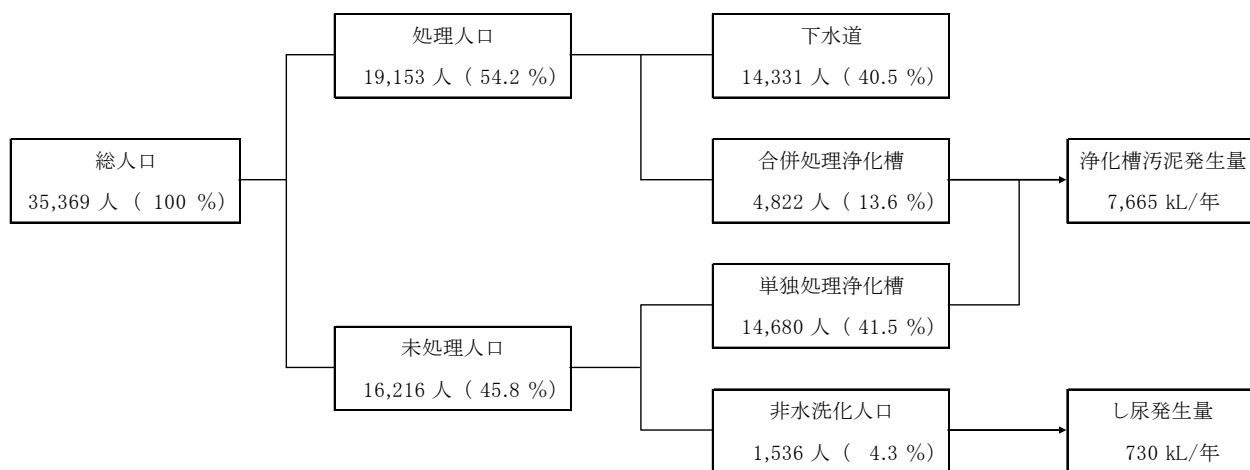 処理人口
19,153 人 ( 54.2 %)
下水道
14,331 人 ( 40.5 %)
総人口
35,369 人 ( 100 %)
合併処理浄化槽
4,822 人 ( 13.6 %)
浄化槽汚泥発生量
7,665 kL/年
単独処理浄化槽
14,680 人 ( 41.5 %)
未処理人口
16,216 人 ( 45.8 %)
非水洗化人口
1,536 人 ( 4.3 %)
し尿発生量
730 kL/年